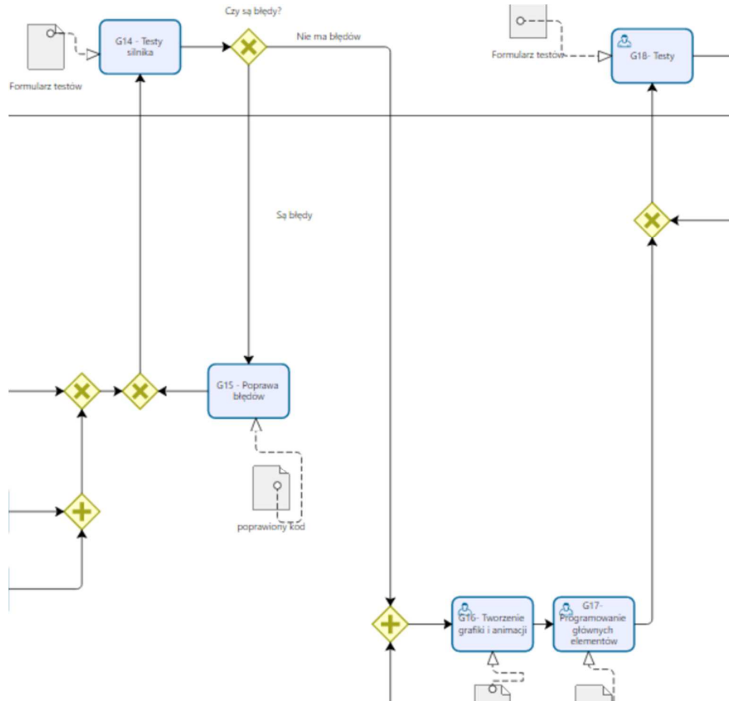 Czy są błędy?
G14 - Testy
silnika
Nie ma błędów
Formularz testów
Formularz testów
G18- Testy
Są błędy
G15 - Poprawa
błędów
poprawiony kod
G16- Tworzenie
grafiki i animacji
G17-
Programowanie
głównych
elementów